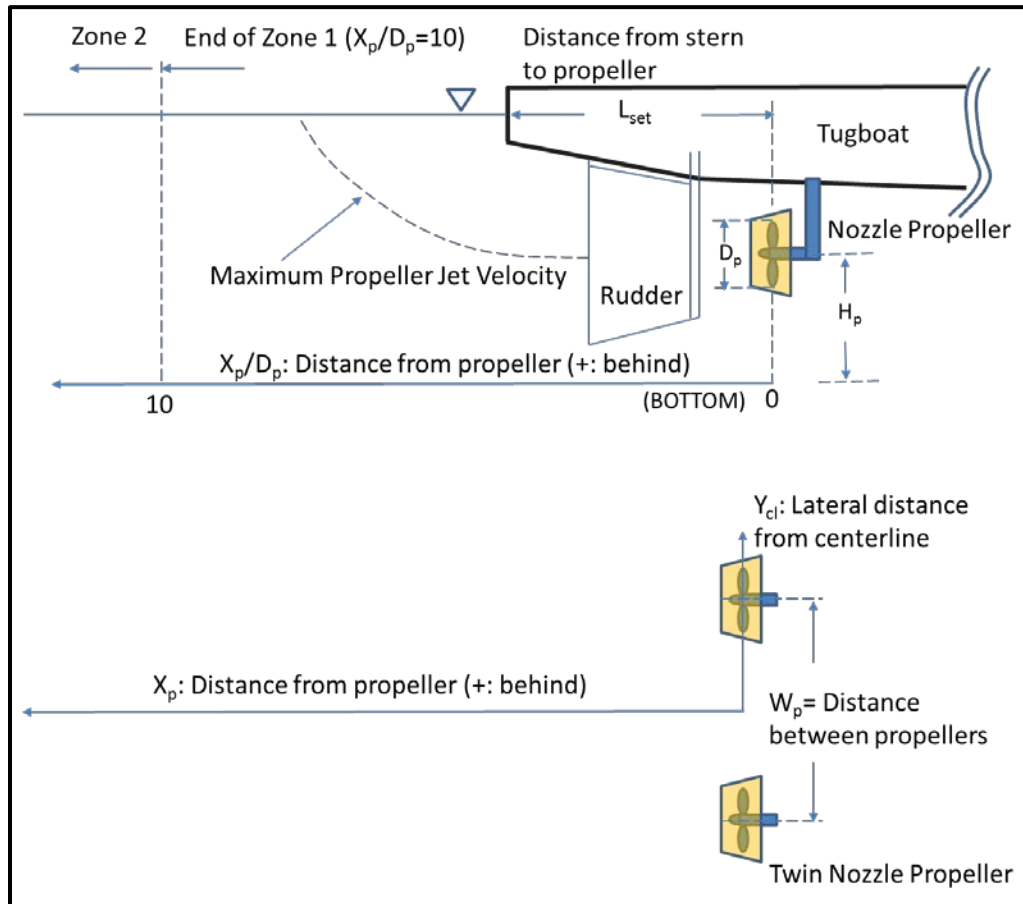 Zone 2
End of Zone 1 (Xp/Dp=10)
Distance from stern
to propeller
Lset
Tugboat
Nozzle Propeller
Dp
Maximum Propeller Jet Velocity
Rudder
Hp
Xp/Dp: Distance from propeller (+: behind)
10
(BOTTOM)
0
Ycl: Lateral distance
from centerline
Xp: Distance from propeller (+: behind)
Wp= Distance
between propellers
Twin Nozzle Propeller